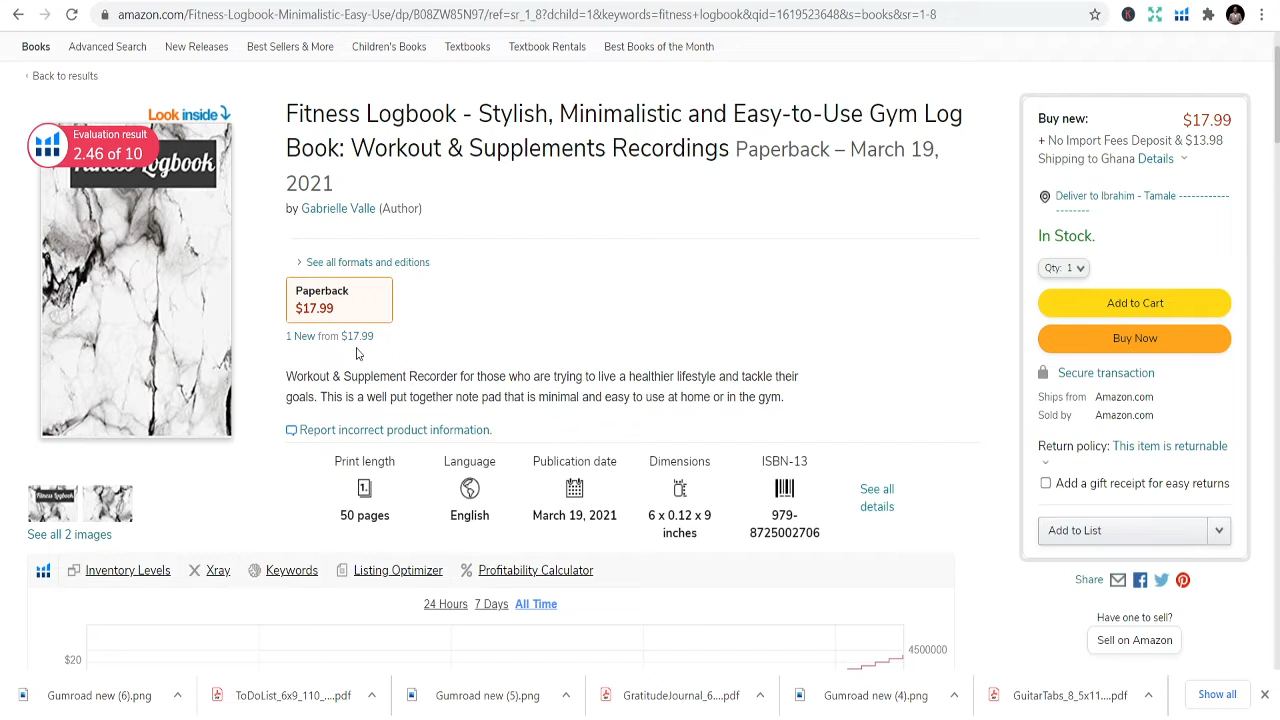 amazon.com/Fitness-Logbook-Minimalistic-Easy-Use/dp/B08ZW85N97/ref=sr_1_8?dchild=1&keywords=fitness+logbook&qid=1619523648&s=books&sr=1-8
Books Advanced Search New Releases Best Sellers & More Children's Books Textbooks Textbook Rentals Best Books of the Month
‹ Back to results
Look inside
Evaluation result
2.46 of 10
Fitness Logbook
Fitness Logbook - Stylish, Minimalistic and Easy-to-Use Gym Log
Book: Workout & Supplements Recordings Paperback – March 19,
2021
by Gabrielle Valle (Author)
See all formats and editions
Paperback
$17.99
1 New from $17.99
Workout & Supplement Recorder for those who are trying to live a healthier lifestyle and tackle their
goals. This is a well put together note pad that is minimal and easy to use at home or in the gym.
Report incorrect product information.
Print length Language Publication date Dimensions ISBN-13
50 pages English March 19, 2021 6 x 0.12 x 9
inches
979-
8725002706
See all
details
Fitness Logbook
See all 2 images
Buy new: $17.99
+ No Import Fees Deposit & $13.98
Shipping to Ghana Details
Deliver to Ibrahim - Tamale ------------
--------
In Stock.
Qty: 1
Add to Cart
Buy Now
Secure transaction
Ships from Amazon.com
Sold by Amazon.com
Return policy: This item is returnable
Add a gift receipt for easy returns
Add to List
Share
Have one to sell?
Sell on Amazon
Inventory Levels Xray Keywords Listing Optimizer Profitability Calculator
24 Hours 7 Days All Time
$20 4500000
Gumroad new (6).png ToDoList_6x9_110_....pdf Gumroad new (5).png GratitudeJournal_6....pdf Gumroad new (4).png GuitarTabs_8_5x11....pdf Show all